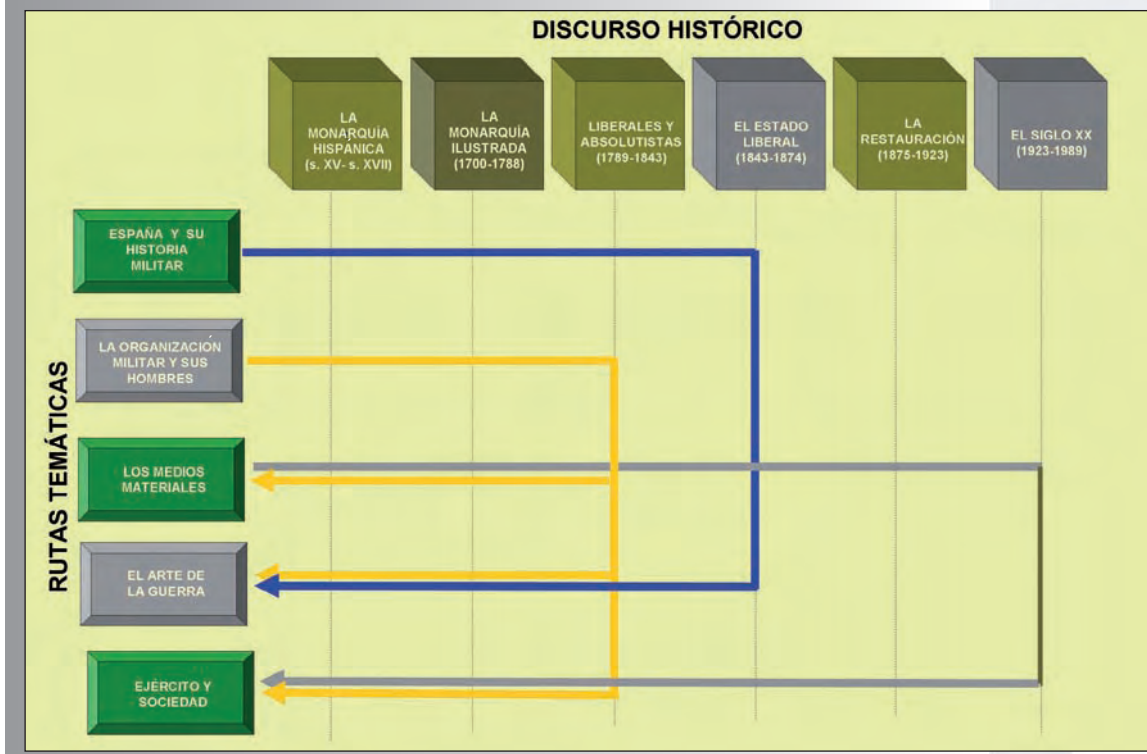 DISCURSO HISTÓRICO
LA
MONARQUÍA
HISPANICA
(s. XV- s. XVII)
LA
MONARQUÍA
ILUSTRADA
(1700-1788)
LIBERALES Y
ABSOLUTISTAS
(1789-1843)
EL ESTADO
LIBERAL
(1843-1874)
LA
RESTAURACIÓN
(1875-1923)
EL SIGLO XX
(1923-1989)
RUTAS TEMÁTICAS
ESPAÑA Y SU
HISTORIA
MILITAR
LA ORGANIZACIÓN
MILITAR Y SUS
HOMBRES
LOS MEDIOS
MATERIALES
EL ARTE DE
LA GUERRA
EJÉRCITO Y
SOCIEDAD